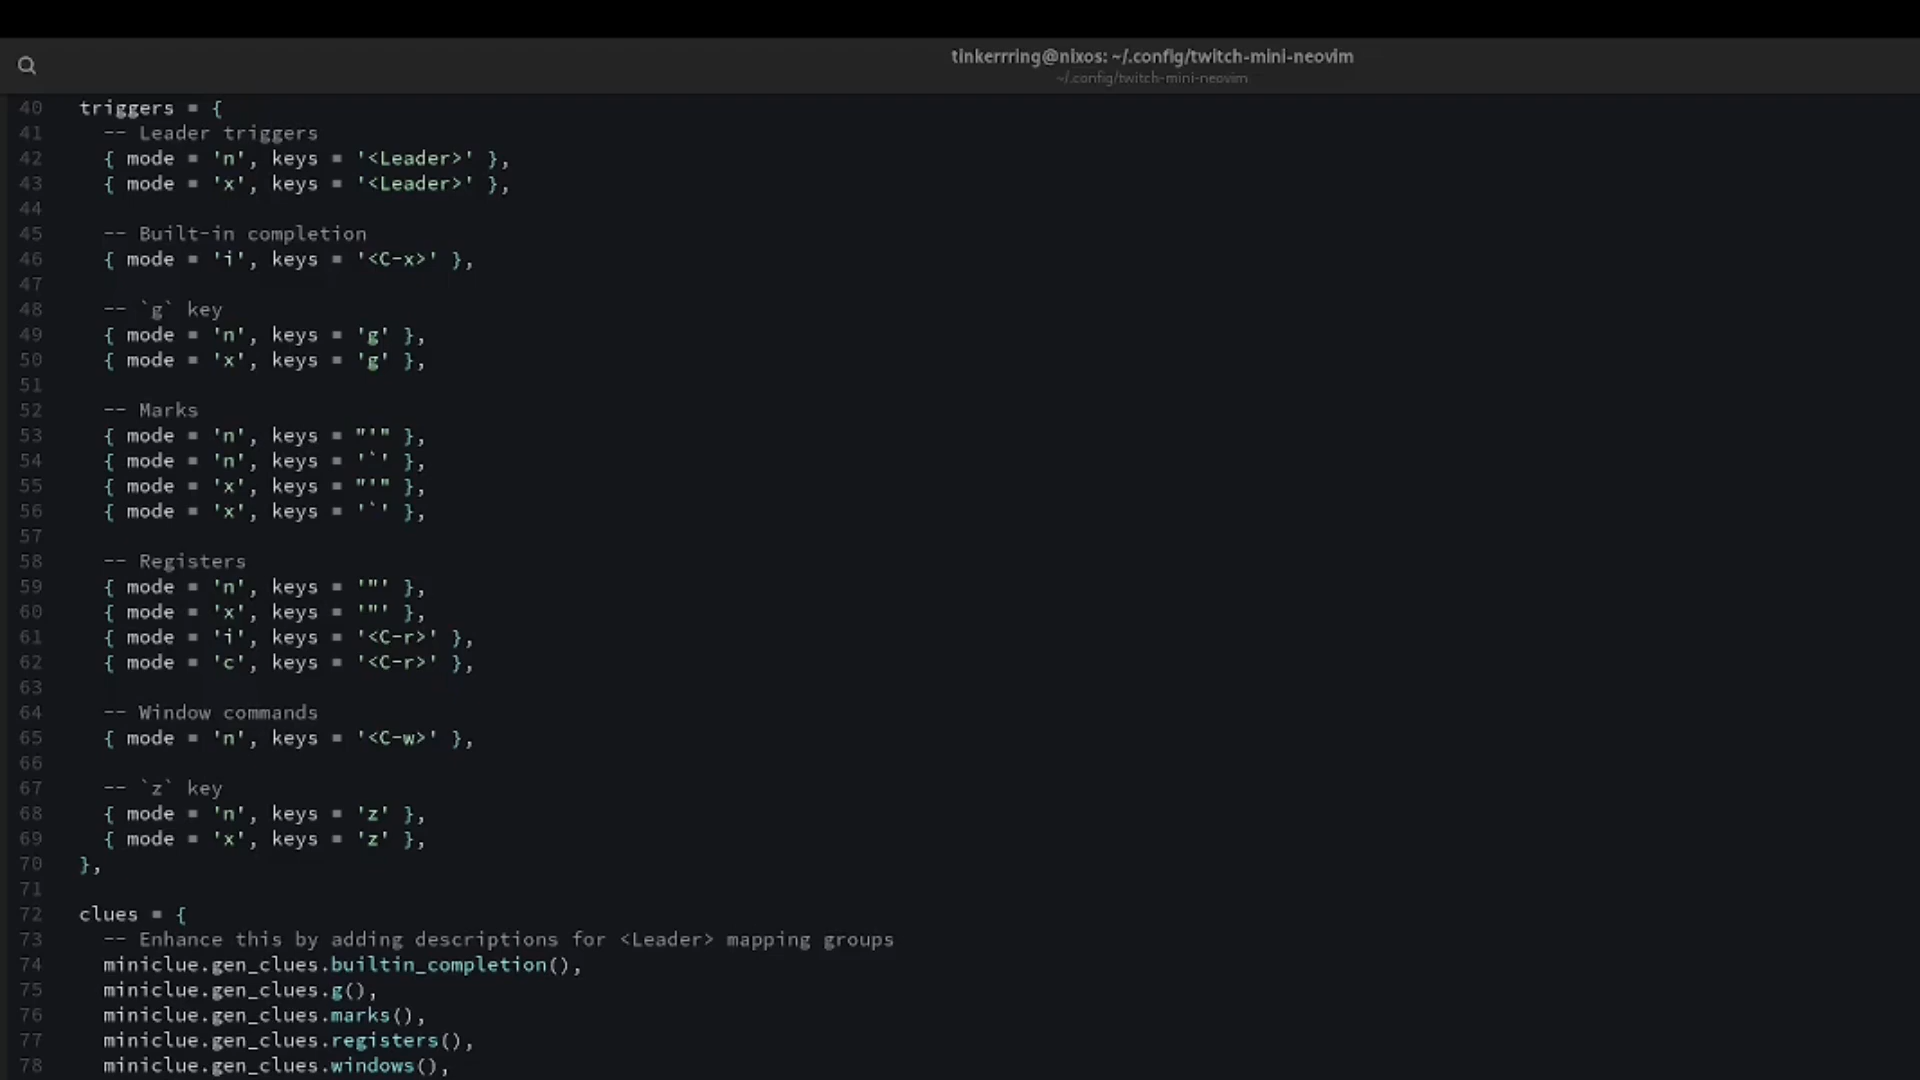 tinkerrring@nixos: ~/.config/twitch-mini-neovim
~/.config/twitch-mini-neovim
40 triggers = {
41 -- Leader triggers
42 { mode = 'n', keys = '<Leader>' },
43 { mode = 'x', keys = '<Leader>' },
44
45 -- Built-in completion
46 { mode = 'i', keys = '<C-x>' },
47
48 -- `g` key
49 { mode = 'n', keys = 'g' },
50 { mode = 'x', keys = 'g' },
51
52 -- Marks
53 { mode = 'n', keys = "'" },
54 { mode = 'n', keys = '`' },
55 { mode = 'x', keys = "'" },
56 { mode = 'x', keys = '`' },
57
58 -- Registers
59 { mode = 'n', keys = '"' },
60 { mode = 'x', keys = '"' },
61 { mode = 'i', keys = '<C-r>' },
62 { mode = 'c', keys = '<C-r>' },
63
64 -- Window commands
65 { mode = 'n', keys = '<C-w>' },
66
67 -- `z` key
68 { mode = 'n', keys = 'z' },
69 { mode = 'x', keys = 'z' },
70 },
71
72 clues = {
73 -- Enhance this by adding descriptions for <Leader> mapping groups
74 miniclue.gen_clues.builtin_completion(),
75 miniclue.gen_clues.g(),
76 miniclue.gen_clues.marks(),
77 miniclue.gen_clues.registers(),
78 miniclue.gen_clues.windows(),